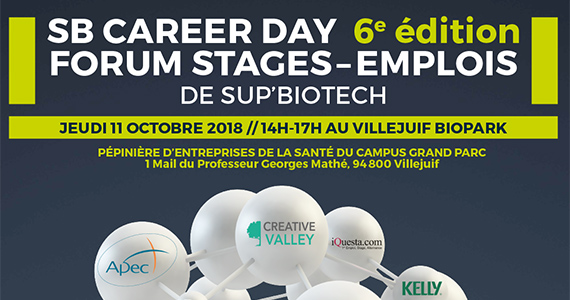 SB CAREER DAY 6e édition
FORUM STAGES – EMPLOIS
DE SUP'BIOTECH
JEUDI 11 OCTOBRE 2018 // 14H-17H AU VILLEJUIF BIOPARK
PÉPINIÈRE D'ENTREPRISES DE LA SANTÉ DU CAMPUS GRAND PARC
1 Mail du Professeur Georges Mathé, 94 800 Villejuif
CREATIVE
VALLEY
iQuesta.com
Apec
KELLY